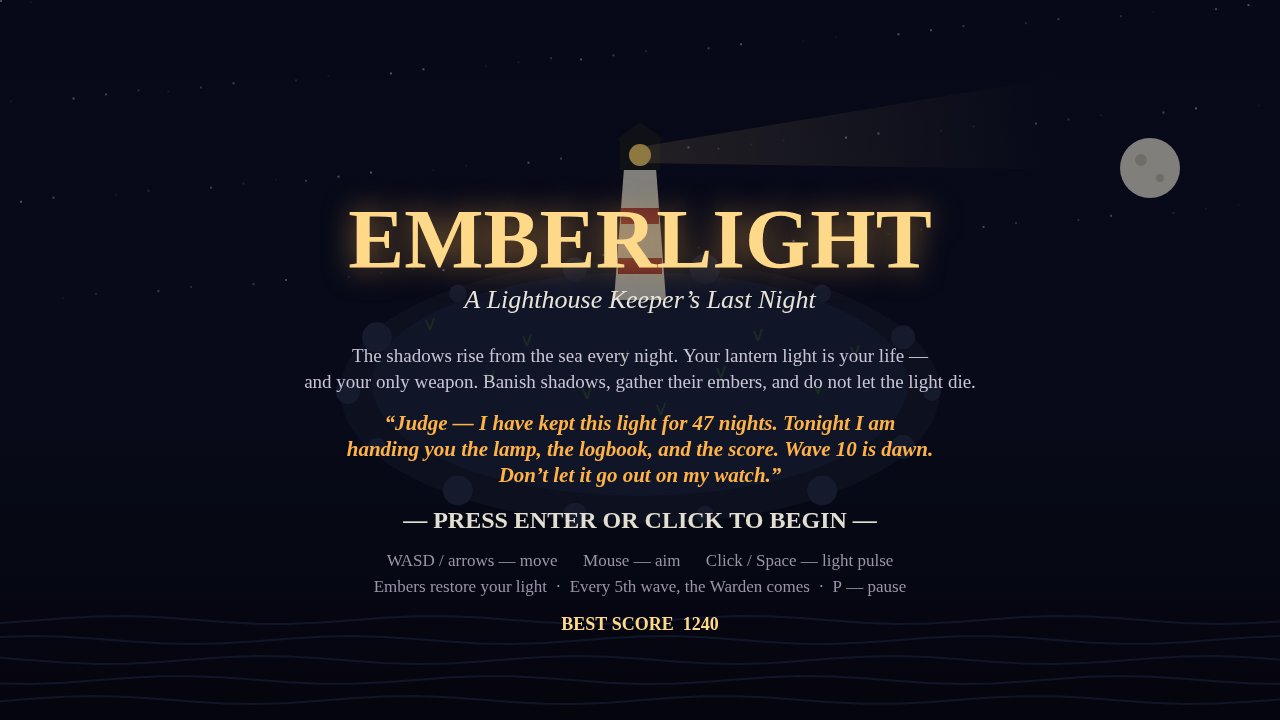 EMBERLIGHT
A Lighthouse Keeper’s Last Night
The shadows rise from the sea every night. Your lantern light is your life —
and your only weapon. Banish shadows, gather their embers, and do not let the light die.
“Judge — I have kept this light for 47 nights. Tonight I am
handing you the lamp, the logbook, and the score. Wave 10 is dawn.
Don’t let it go out on my watch.”
— PRESS ENTER OR CLICK TO BEGIN —
WASD / arrows — move Mouse — aim Click / Space — light pulse
Embers restore your light · Every 5th wave, the Warden comes · P — pause
BEST SCORE 1240